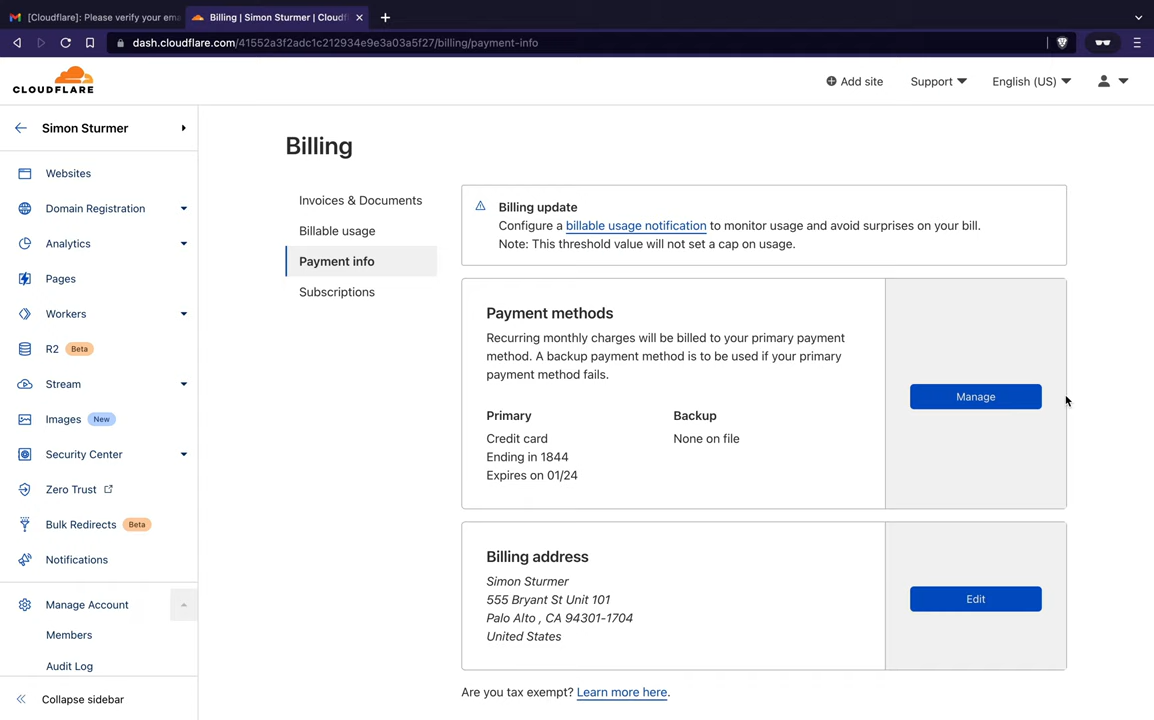 [Cloudflare]: Please verify your ema
Billing | Simon Sturmer | Cloudf
dash.cloudflare.com/41552a3f2adc1c212934e9e3a03a5f27/billing/payment-info
CLOUDFLARE
Add site
Support
English (US)
Simon Sturmer
Websites
Domain Registration
Analytics
Pages
Workers
R2 Beta
Stream
Images New
Security Center
Zero Trust
Bulk Redirects Beta
Notifications
Manage Account
Members
Audit Log
Collapse sidebar
Billing
Invoices & Documents
Billable usage
Payment info
Subscriptions
Billing update
Configure a billable usage notification to monitor usage and avoid surprises on your bill.
Note: This threshold value will not set a cap on usage.
Payment methods
Recurring monthly charges will be billed to your primary payment
method. A backup payment method is to be used if your primary
payment method fails.
Primary
Credit card
Ending in 1844
Expires on 01/24
Backup
None on file
Manage
Billing address
Simon Sturmer
555 Bryant St Unit 101
Palo Alto , CA 94301-1704
United States
Edit
Are you tax exempt? Learn more here.